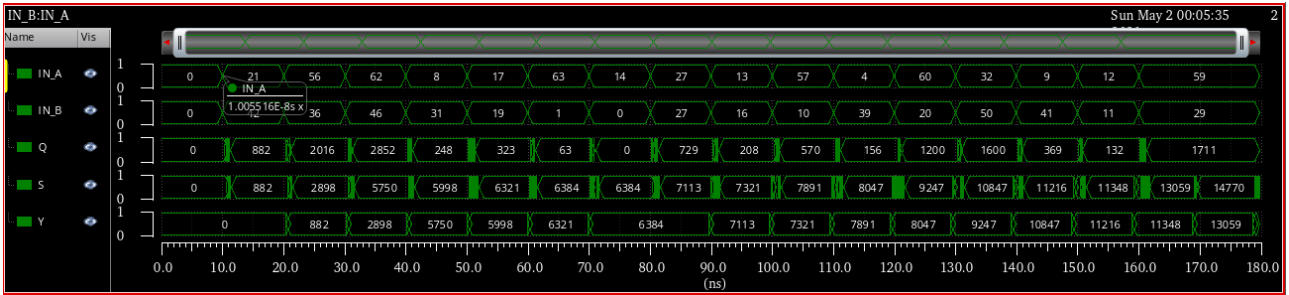 IN_B:IN_A Sun May 2 00:05:35 2
Name Vis
IN_A 1 0 0 21 56 62 8 17 63 14 27 13 57 4 60 32 9 12 59
IN_A
1.005516E-8s x
IN_B 1 0 0 42 36 46 31 19 1 0 27 16 10 39 20 50 41 11 29
Q 1 0 0 882 2016 2852 248 323 63 0 729 208 570 156 1200 1600 369 132 1711
S 1 0 0 882 2898 5750 5998 6321 6384 6384 7113 7321 7891 8047 9247 10847 11216 11348 13059 14770
Y 1 0 0 882 2898 5750 5998 6321 6384 7113 7321 7891 8047 9247 10847 11216 11348 13059
0.0 10.0 20.0 30.0 40.0 50.0 60.0 70.0 80.0 90.0 100.0 110.0 120.0 130.0 140.0 150.0 160.0 170.0 180.0
(ns)